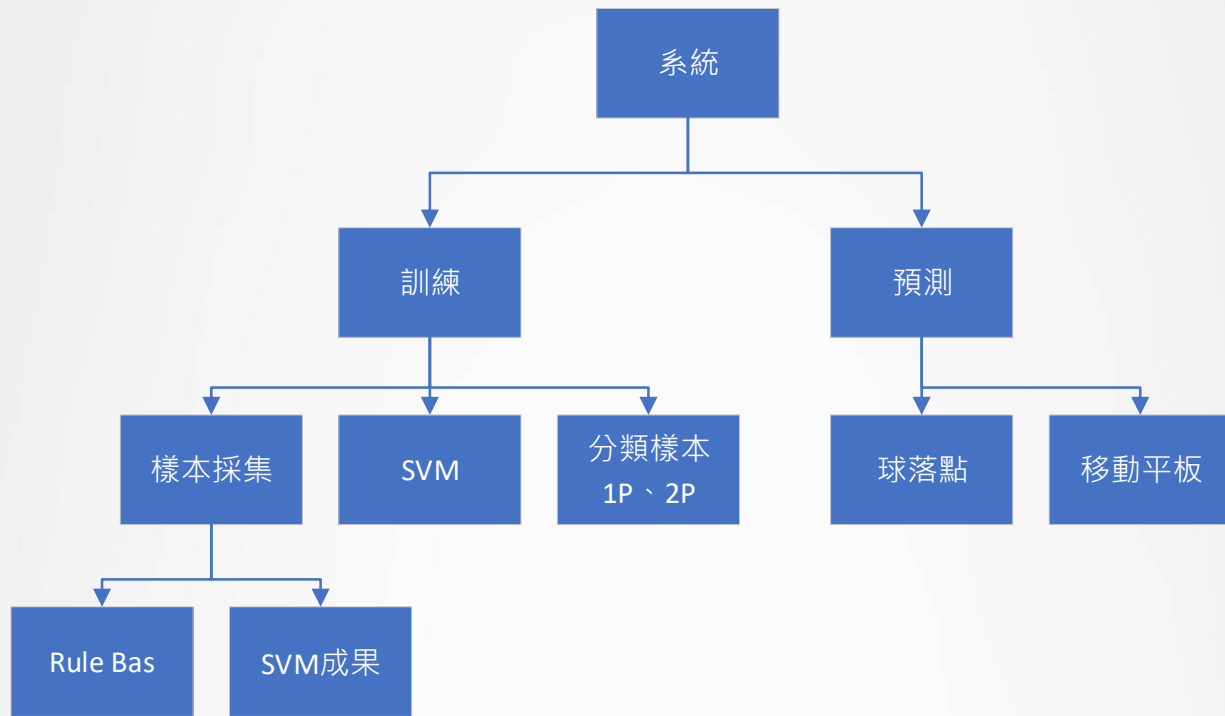 系統
訓練
預測
樣本採集
SVM
分類樣本
1P、2P
球落點
移動平板
Rule Bas
SVM成果